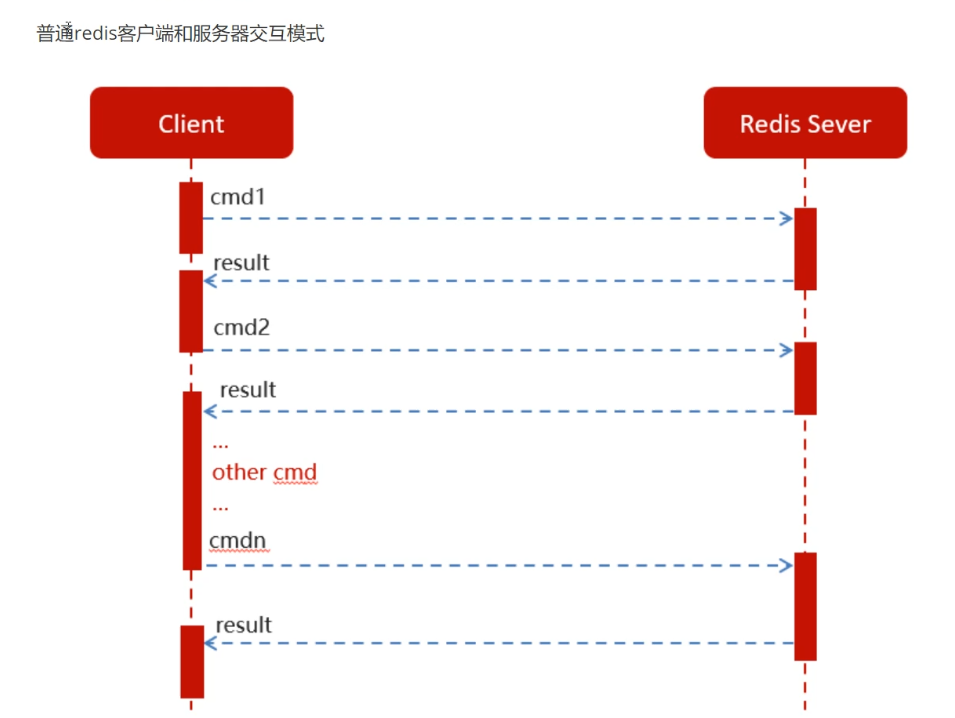 普通redis客户端和服务器交互模式
Client
Redis Sever
cmd1
result
cmd2
result
...
other cmd
...
cmdn
result